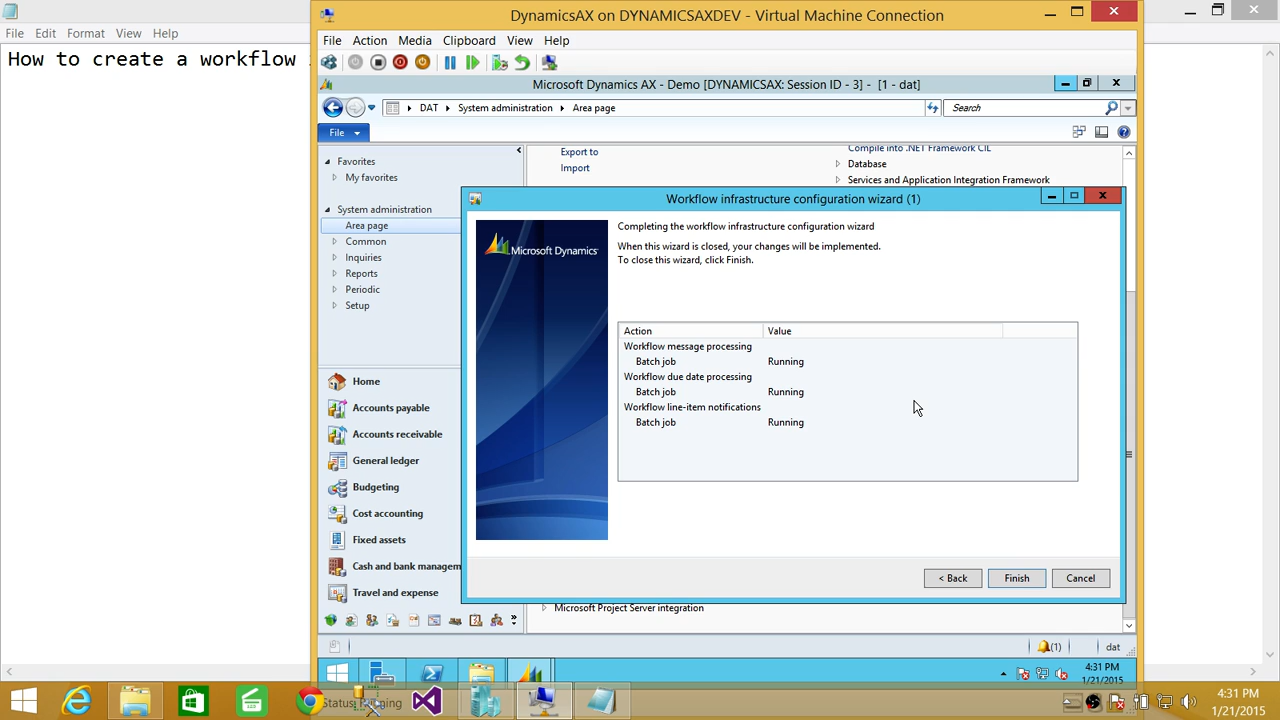 DynamicsAX on DYNAMICSAXDEV - Virtual Machine Connection
File Edit Format View Help
How to create a workflow
File Action Media Clipboard View Help
Microsoft Dynamics AX - Demo [DYNAMICSAX: Session ID - 3] - [1 - dat]
DAT System administration Area page
Search
File
Favorites
My favorites
System administration
Area page
Common
Inquiries
Reports
Periodic
Setup
Home
Accounts payable
Accounts receivable
General ledger
Budgeting
Cost accounting
Fixed assets
Cash and bank managem
Travel and expense
Export to
Import
Compile into .NET Framework CIL
Database
Services and Application Integration Framework
Workflow infrastructure configuration wizard (1)
Microsoft Dynamics
Completing the workflow infrastructure configuration wizard
When this wizard is closed, your changes will be implemented.
To close this wizard, click Finish.
Action Value
Workflow message processing
Batch job Running
Workflow due date processing
Batch job Running
Workflow line-item notifications
Batch job Running
< Back Finish Cancel
Microsoft Project Server integration
(1) dat
4:31 PM
1/21/2015
Status: Running
4:31 PM
1/21/2015